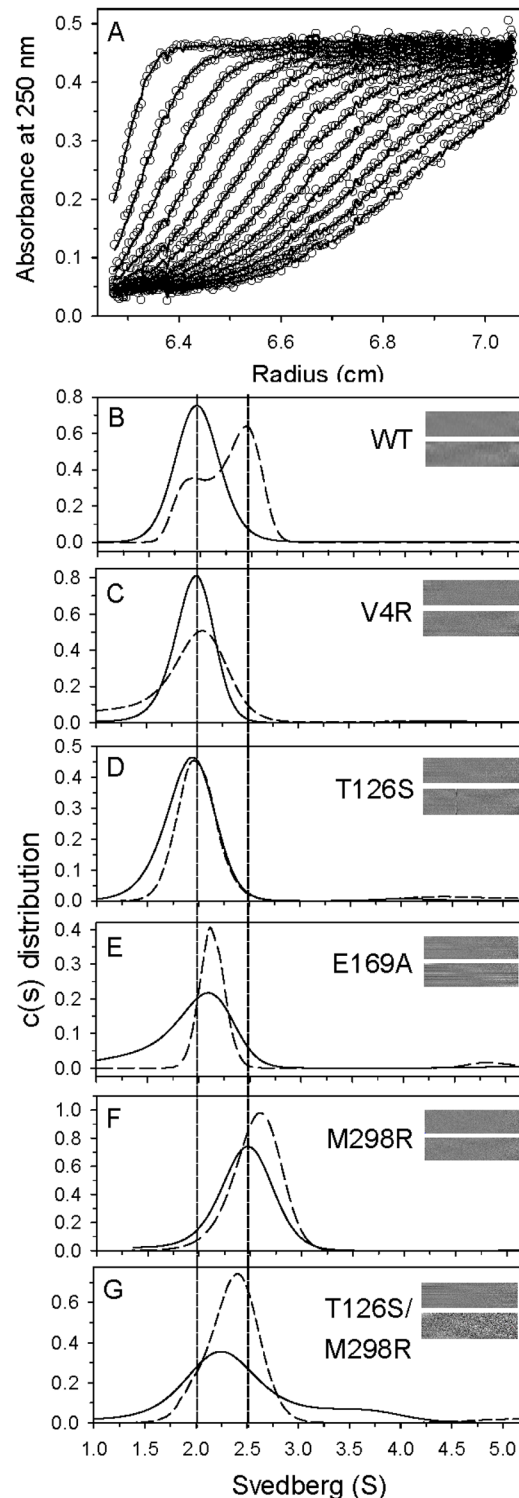 A
Absorbance at 250 nm
0.5
0.4
0.3
0.2
0.1
0.0
6.4 6.6 6.8 7.0
Radius (cm)
c(s) distribution
B
WT
0.8
0.6
0.4
0.2
0.0
C
V4R
0.8
0.6
0.4
0.2
0.0
D
T126S
0.5
0.4
0.3
0.2
0.1
0.0
E
E169A
0.4
0.3
0.2
0.1
0.0
F
M298R
1.0
0.8
0.6
0.4
0.2
0.0
G
T126S/
M298R
0.6
0.4
0.2
0.0
1.0 1.5 2.0 2.5 3.0 3.5 4.0 4.5 5.0
Svedberg (S)